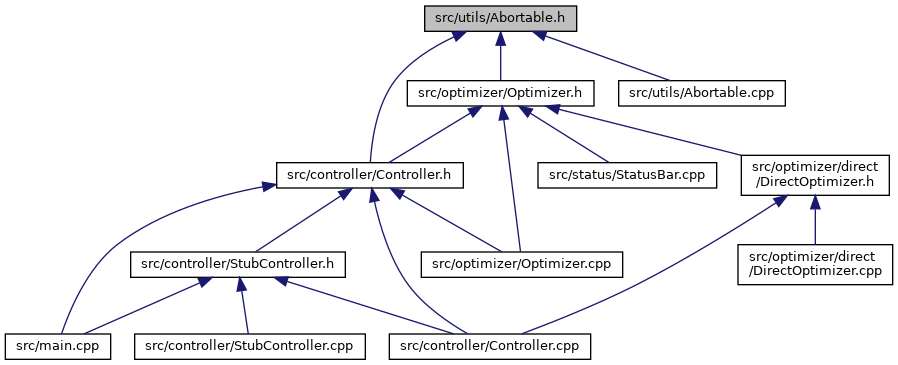 src/utils/Abortable.h
src/optimizer/Optimizer.h
src/utils/Abortable.cpp
src/controller/Controller.h
src/status/StatusBar.cpp
src/optimizer/direct
/DirectOptimizer.h
src/controller/StubController.h
src/optimizer/Optimizer.cpp
src/optimizer/direct
/DirectOptimizer.cpp
src/main.cpp
src/controller/StubController.cpp
src/controller/Controller.cpp